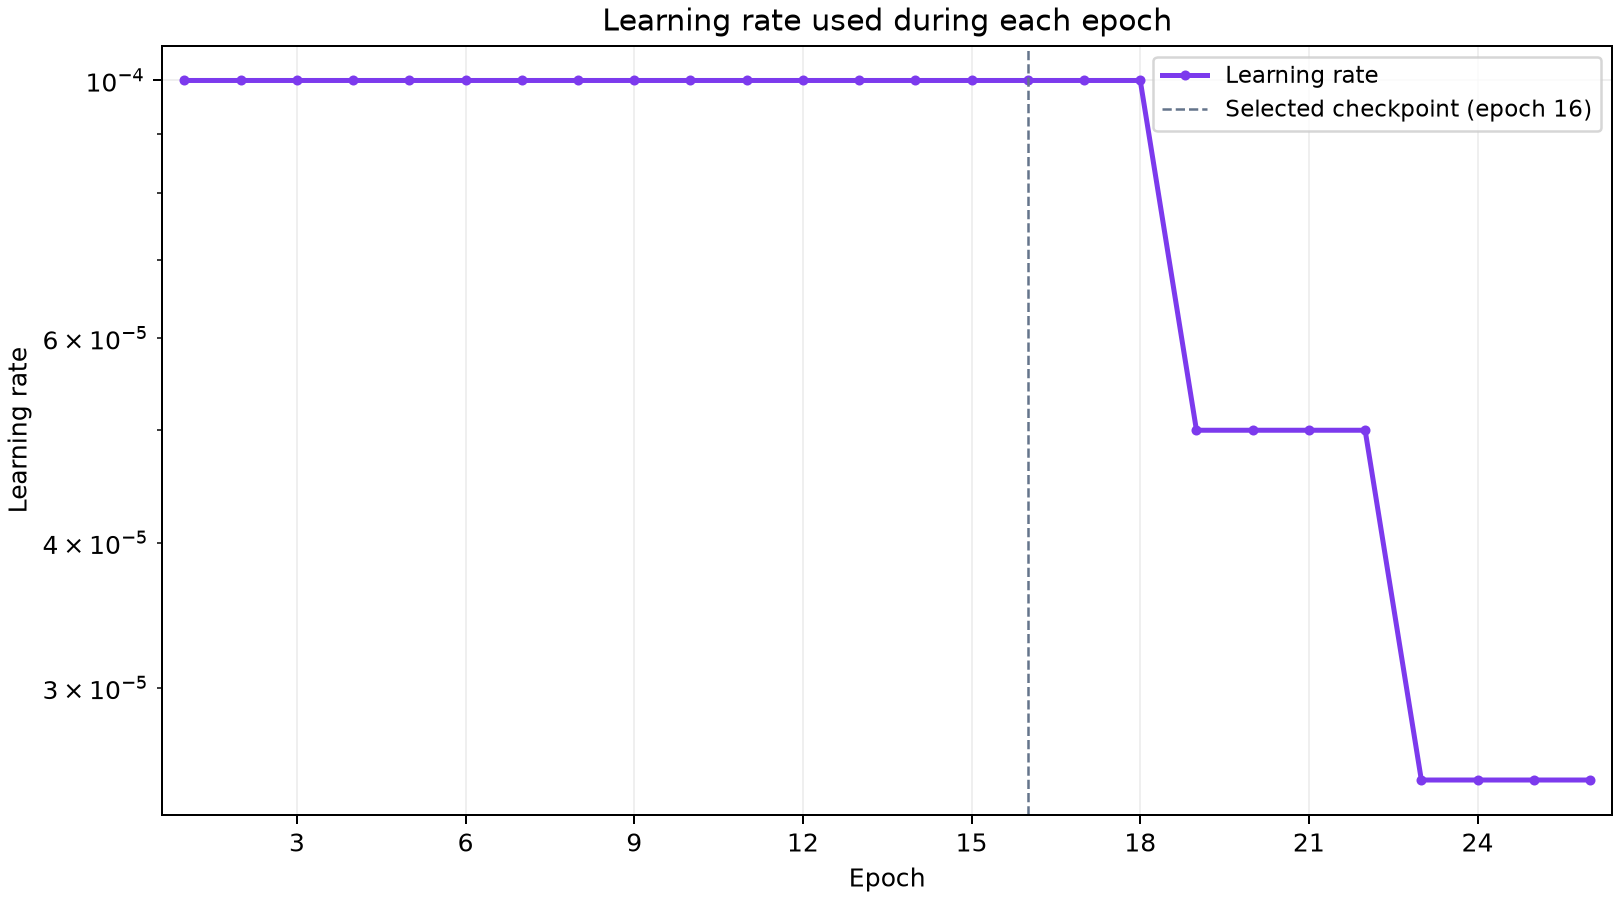 Learning rate used during each epoch
Learning rate
Selected checkpoint (epoch 16)
10⁻⁴
6 × 10⁻⁵
4 × 10⁻⁵
3 × 10⁻⁵
Learning rate
3 6 9 12 15 18 21 24
Epoch